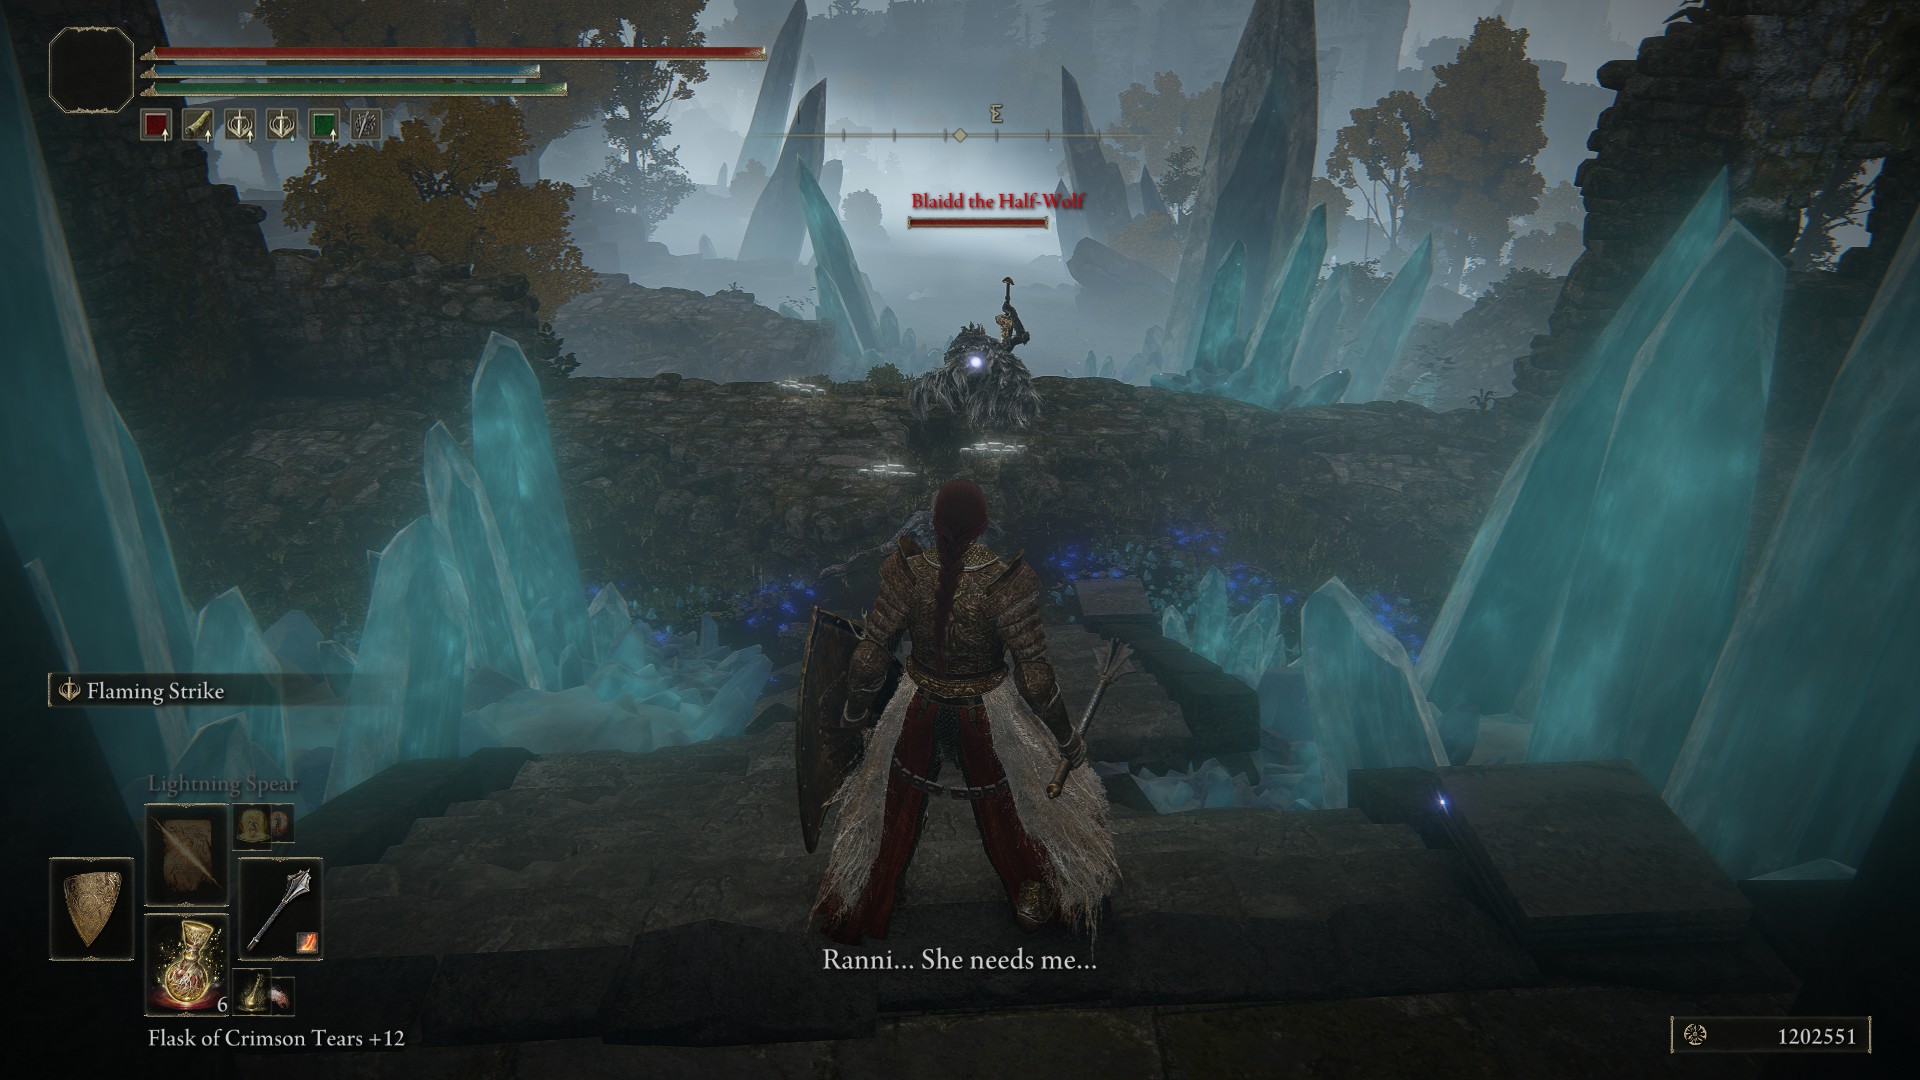 E
Blaidd the Half-Wolf
Flaming Strike
Lightning Spear
6
Flask of Crimson Tears +12
Ranni... She needs me...
1202551